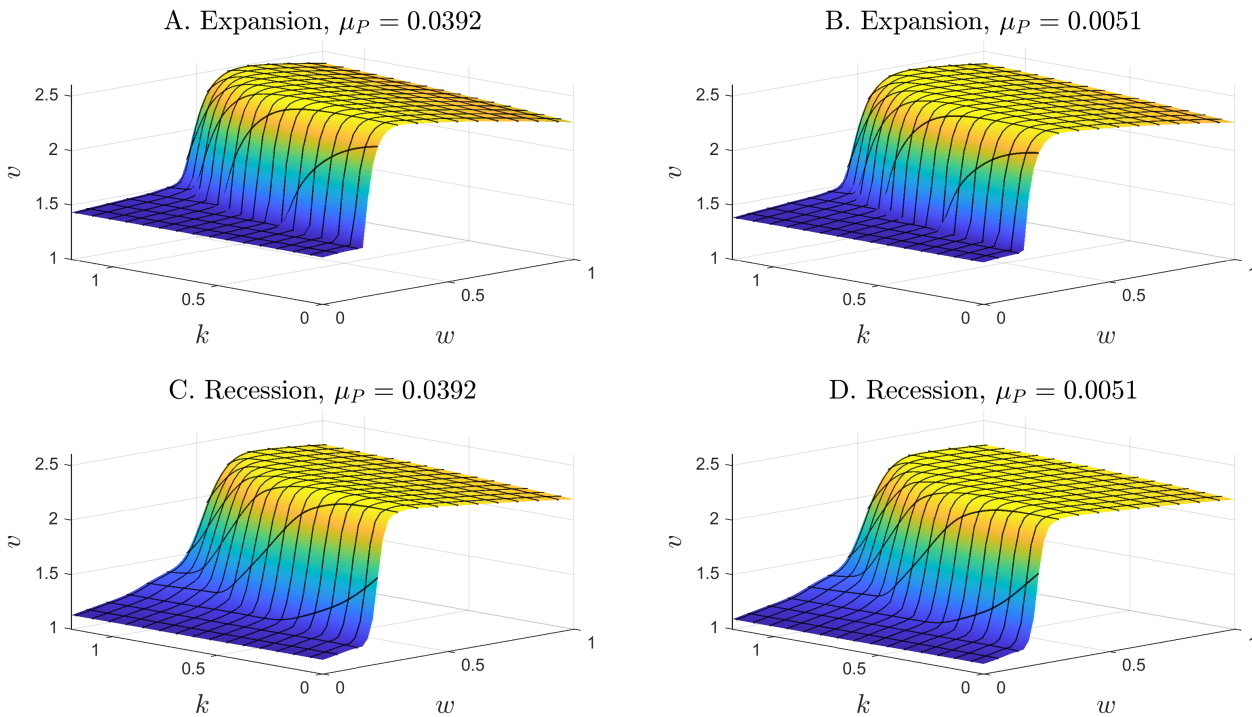 A. Expansion, μ_P = 0.0392
2.5
2
1.5
1
v
1
0.5
0
k
0
0.5
1
w
B. Expansion, μ_P = 0.0051
2.5
2
1.5
1
v
1
0.5
0
k
0
0.5
1
w
C. Recession, μ_P = 0.0392
2.5
2
1.5
1
v
1
0.5
0
k
0
0.5
1
w
D. Recession, μ_P = 0.0051
2.5
2
1.5
1
v
1
0.5
0
k
0
0.5
1
w